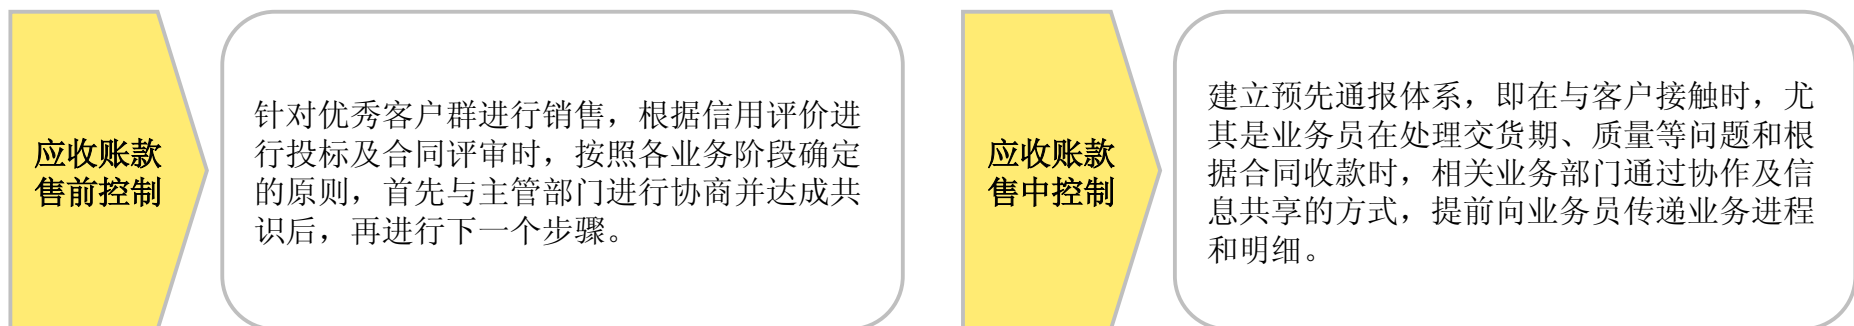 应收账款
售前控制
针对优秀客户群进行销售，根据信用评价进
行投标及合同评审时，按照各业务阶段确定
的原则，首先与主管部门进行协商并达成共
识后，再进行下一个步骤。
应收账款
售中控制
建立预先通报体系，即在与客户接触时，尤
其是业务员在处理交货期、质量等问题和根
据合同收款时，相关业务部门通过协作及信
息共享的方式，提前向业务员传递业务进程
和明细。